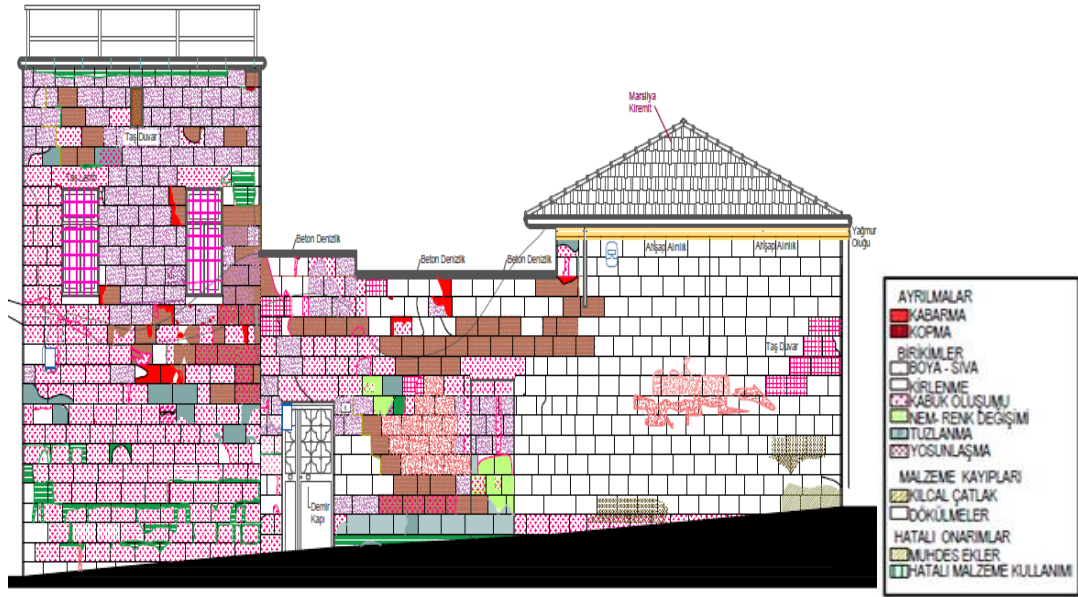 Marsilya
Kiremit
Taş Duvar
Beton Denizlik
Beton Denizlik
Beton Denizlik
Ahşap Alınlık
Ahşap Alınlık
Yağmur
Oluğu
Taş Duvar
Demir
Kapı
AYRILMALAR
KABARMA
KOPMA
BİRİKİMLER
BOYA - SIVA
KİRLENME
KABUK OLUŞUMU
NEM- RENK DEĞİŞİMİ
TUZLANMA
YOSUNLAŞMA
MALZEME KAYIPLARI
KILCAL ÇATLAK
DÖKÜLMELER
HATALI ONARIMLAR
MUHDES EKLER
HATALI MALZEME KULLANIMI